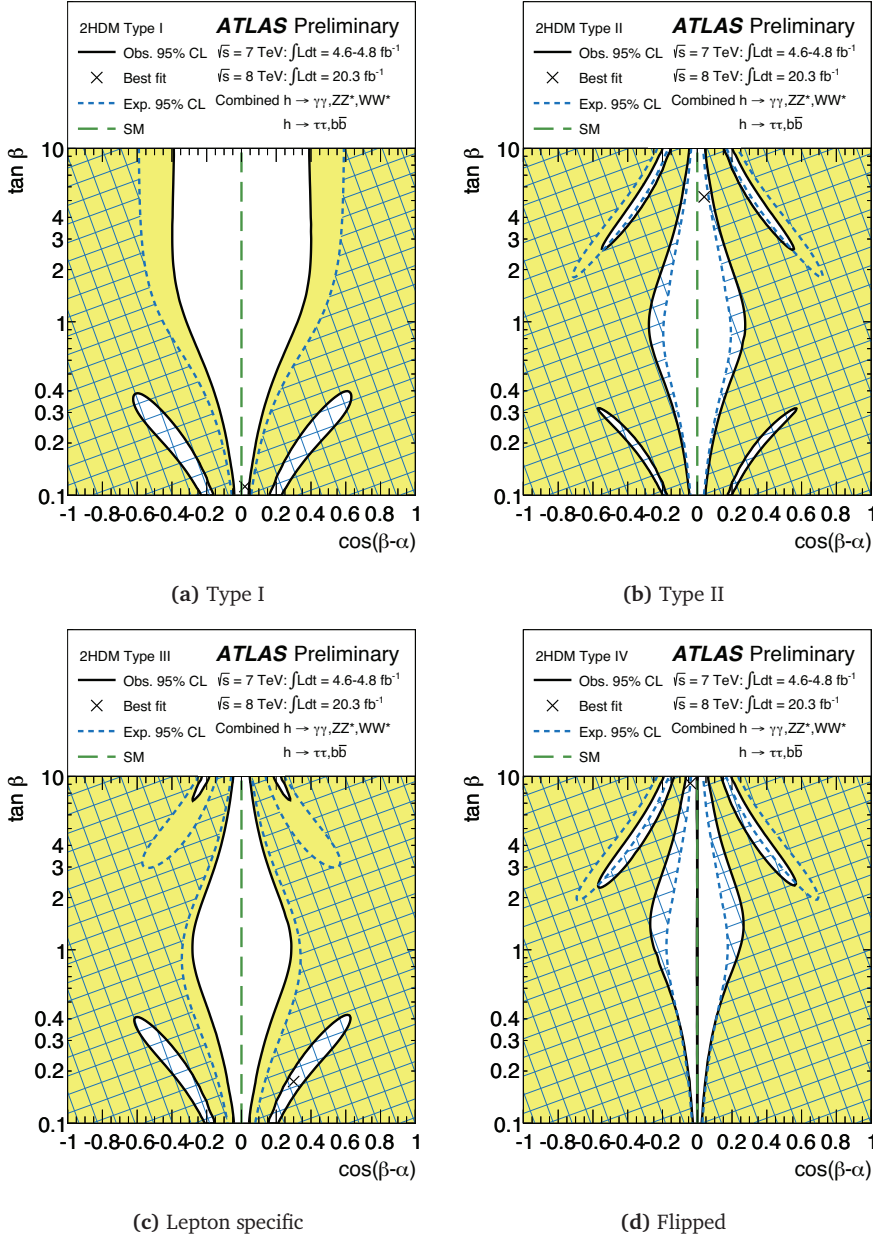 2HDM Type I
ATLAS Preliminary
Obs. 95% CL
√s = 7 TeV: ∫Ldt = 4.6-4.8 fb⁻¹
Best fit
√s = 8 TeV: ∫Ldt = 20.3 fb⁻¹
Exp. 95% CL
Combined h → γγ,ZZ*,WW*
SM
h → ττ,bb̅
tan β
10
4
3
2
1
0.4
0.3
0.2
0.1
-1 -0.8-0.6-0.4-0.2 0 0.2 0.4 0.6 0.8 1
cos(β-α)
(a) Type I
2HDM Type II
ATLAS Preliminary
Obs. 95% CL
√s = 7 TeV: ∫Ldt = 4.6-4.8 fb⁻¹
Best fit
√s = 8 TeV: ∫Ldt = 20.3 fb⁻¹
Exp. 95% CL
Combined h → γγ,ZZ*,WW*
SM
h → ττ,bb̅
tan β
10
4
3
2
1
0.4
0.3
0.2
0.1
-1 -0.8-0.6-0.4-0.2 0 0.2 0.4 0.6 0.8 1
cos(β-α)
(b) Type II
2HDM Type III
ATLAS Preliminary
Obs. 95% CL
√s = 7 TeV: ∫Ldt = 4.6-4.8 fb⁻¹
Best fit
√s = 8 TeV: ∫Ldt = 20.3 fb⁻¹
Exp. 95% CL
Combined h → γγ,ZZ*,WW*
SM
h → ττ,bb̅
tan β
10
4
3
2
1
0.4
0.3
0.2
0.1
-1 -0.8-0.6-0.4-0.2 0 0.2 0.4 0.6 0.8 1
cos(β-α)
(c) Lepton specific
2HDM Type IV
ATLAS Preliminary
Obs. 95% CL
√s = 7 TeV: ∫Ldt = 4.6-4.8 fb⁻¹
Best fit
√s = 8 TeV: ∫Ldt = 20.3 fb⁻¹
Exp. 95% CL
Combined h → γγ,ZZ*,WW*
SM
h → ττ,bb̅
tan β
10
4
3
2
1
0.4
0.3
0.2
0.1
-1 -0.8-0.6-0.4-0.2 0 0.2 0.4 0.6 0.8 1
cos(β-α)
(d) Flipped